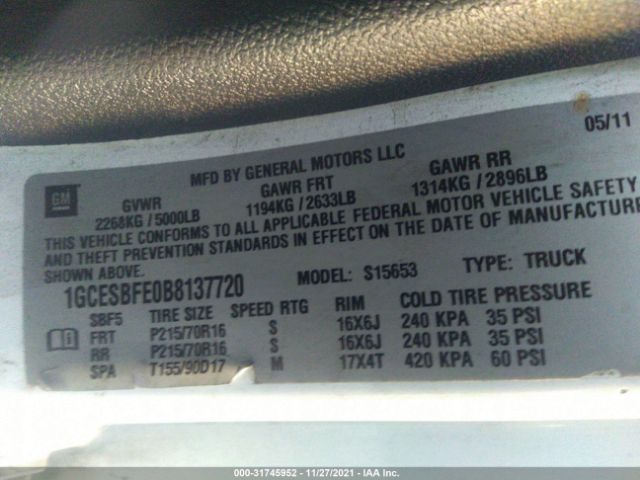 05/11
MFD BY GENERAL MOTORS LLC
GM
GVWR GAWR FRT GAWR RR
2268KG / 5000LB 1194KG / 2633LB 1314KG / 2896LB
THIS VEHICLE CONFORMS TO ALL APPLICABLE FEDERAL MOTOR VEHICLE SAFETY
AND THEFT PREVENTION STANDARDS IN EFFECT ON THE DATE OF MANUFACTURE
SHOWN ABOVE.
1GCESBFE0B8137720 MODEL: S15653 TYPE: TRUCK
SBF5 TIRE SIZE SPEED RTG RIM COLD TIRE PRESSURE
FRT P215/70R16 S 16X6J 240 KPA 35 PSI
RR P215/70R16 S 16X6J 240 KPA 35 PSI
SPA T155/90D17 M 17X4T 420 KPA 60 PSI
000-31745952 - 11/27/2021 - IAA Inc.